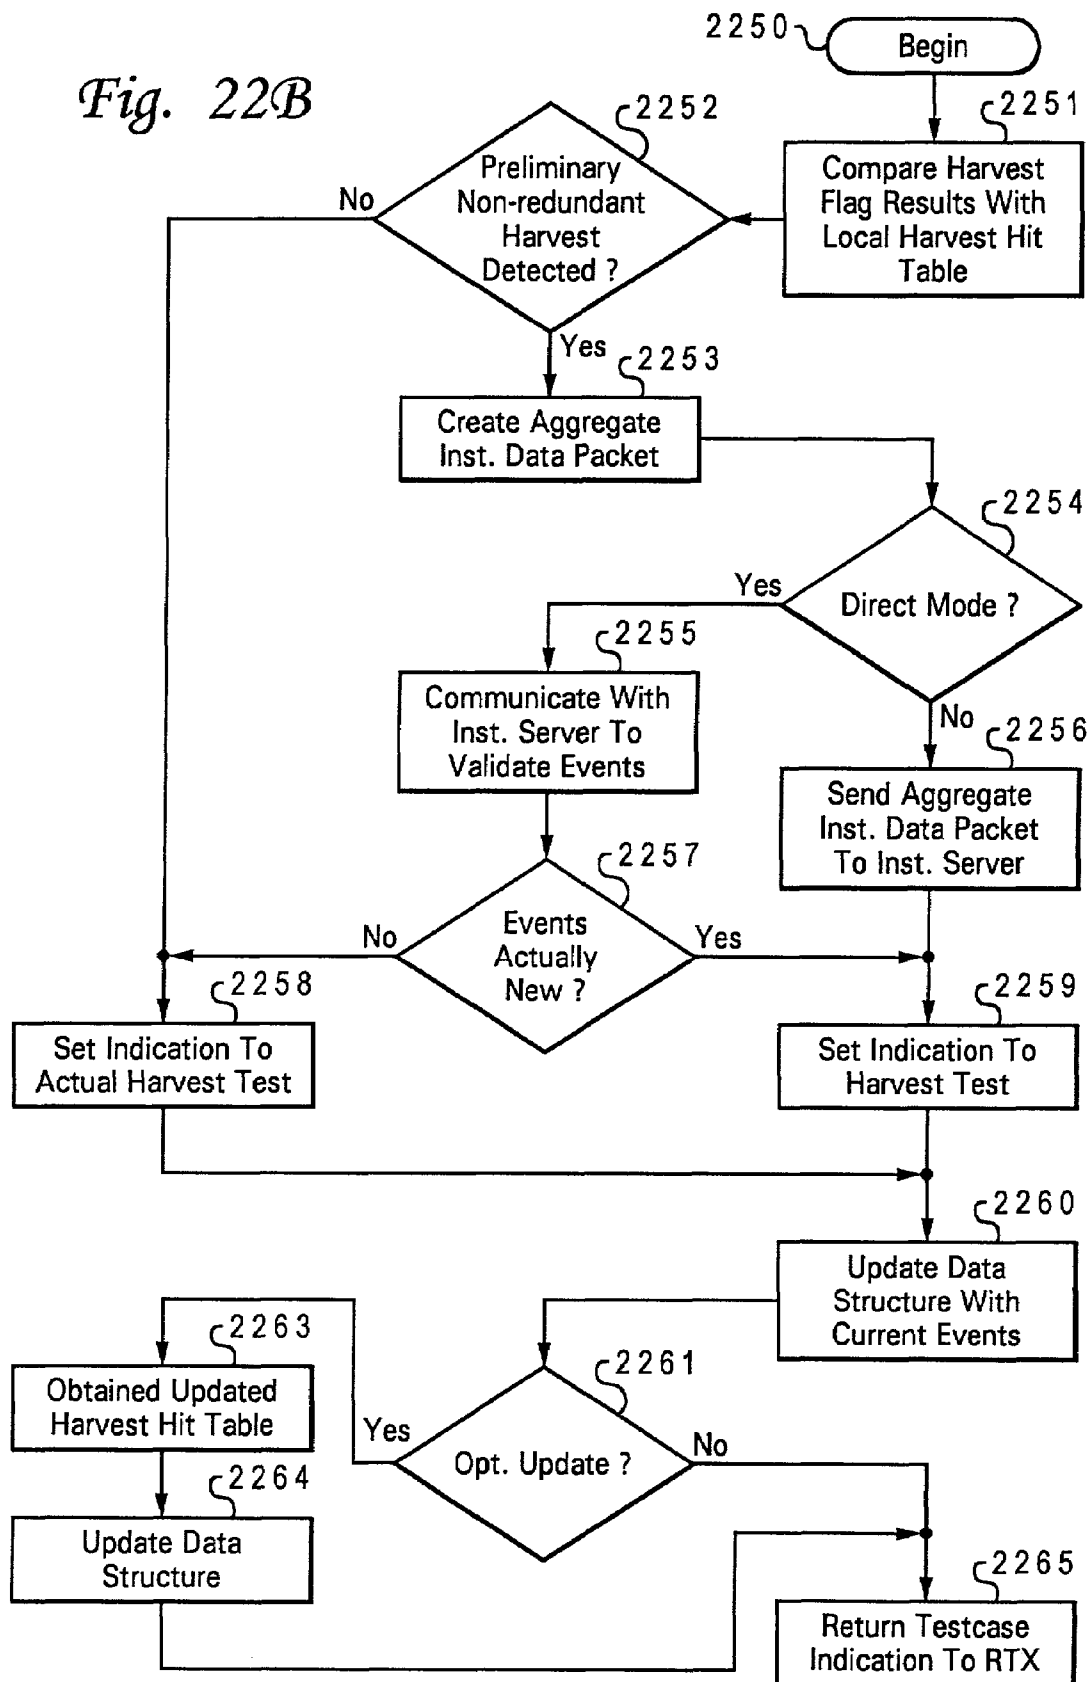 Fig. 22B
2250
Begin
2251
Compare Harvest
Flag Results With
Local Harvest Hit
Table
2252
Preliminary
Non-redundant
Harvest
Detected ?
No
Yes
2253
Create Aggregate
Inst. Data Packet
2254
Direct Mode ?
Yes
No
2255
Communicate With
Inst. Server To
Validate Events
2256
Send Aggregate
Inst. Data Packet
To Inst. Server
2257
Events
Actually
New ?
No
Yes
2258
Set Indication To
Actual Harvest Test
2259
Set Indication To
Harvest Test
2260
Update Data
Structure With
Current Events
2261
Opt. Update ?
Yes
No
2263
Obtained Updated
Harvest Hit Table
2264
Update Data
Structure
2265
Return Testcase
Indication To RTX